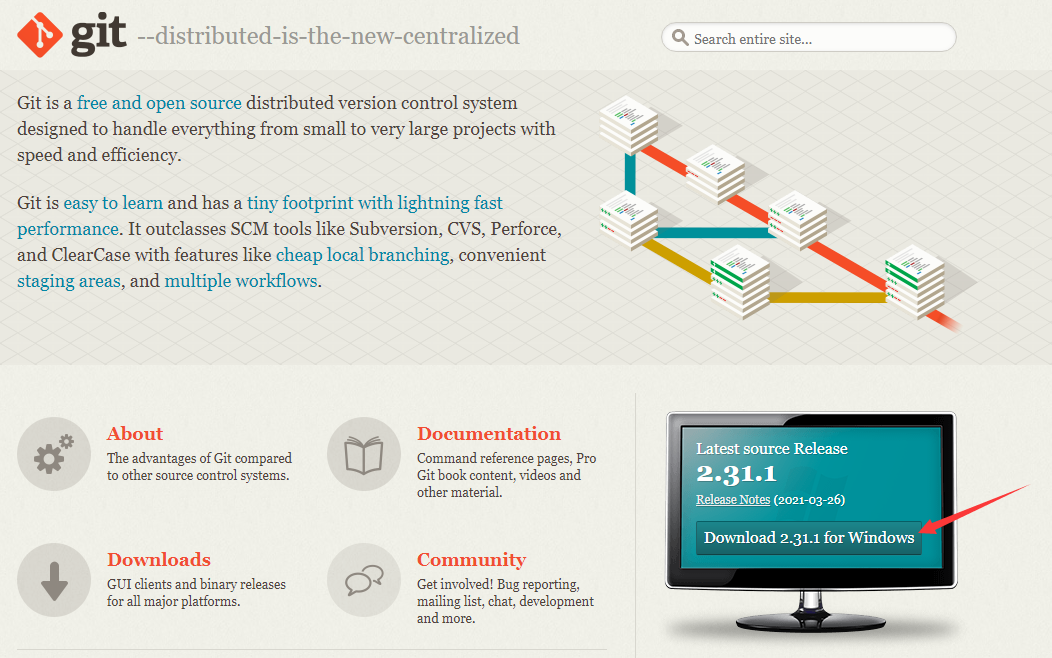 git --distributed-is-the-new-centralized
Search entire site...
Git is a free and open source distributed version control system
designed to handle everything from small to very large projects with
speed and efficiency.
Git is easy to learn and has a tiny footprint with lightning fast
performance. It outclasses SCM tools like Subversion, CVS, Perforce,
and ClearCase with features like cheap local branching, convenient
staging areas, and multiple workflows.
About
The advantages of Git compared
to other source control systems.
Documentation
Command reference pages, Pro
Git book content, videos and
other material.
Downloads
GUI clients and binary releases
for all major platforms.
Community
Get involved! Bug reporting,
mailing list, chat, development
and more.
Latest source Release
2.31.1
Release Notes (2021-03-26)
Download 2.31.1 for Windows